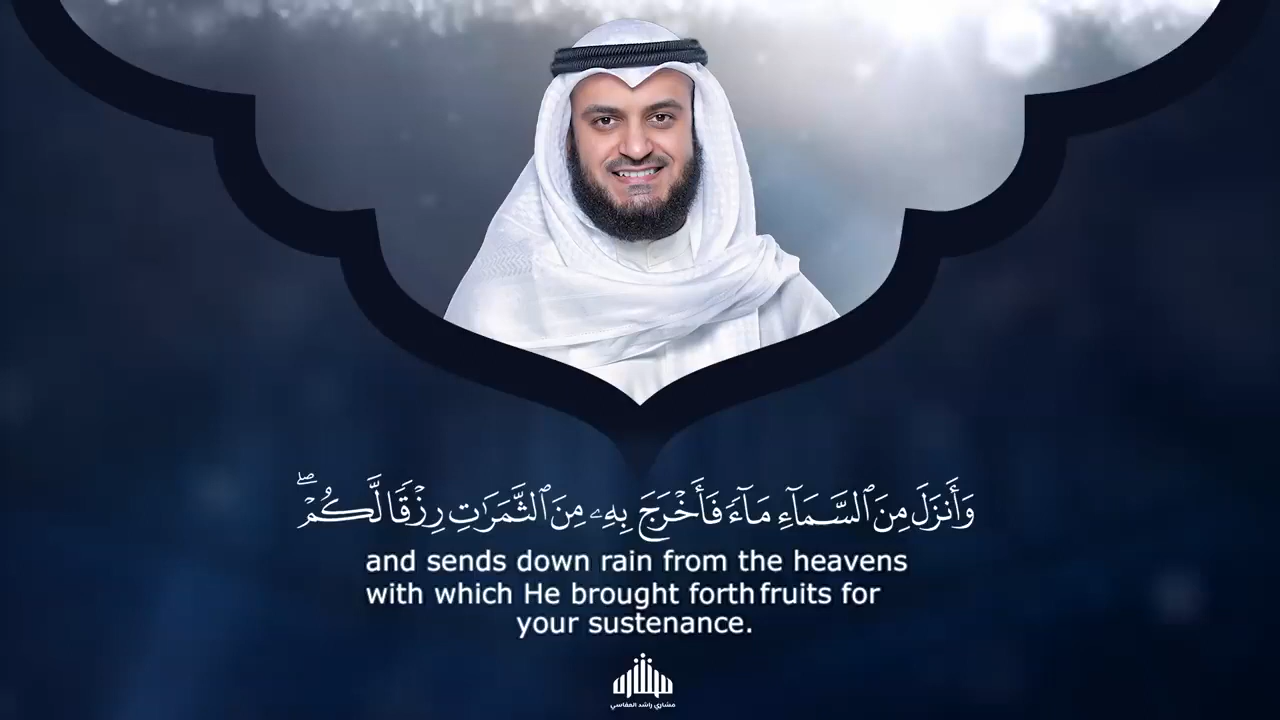 وَأَنزَلَ مِنَ ٱلسَّمَآءِ مَآءً فَأَخْرَجَ بِهِۦ مِنَ ٱلثَّمَرَٰتِ رِزْقًا لَّكُمْ ۖ
and sends down rain from the heavens
with which He brought forth fruits for
your sustenance.
مشاري راشد العفاسي